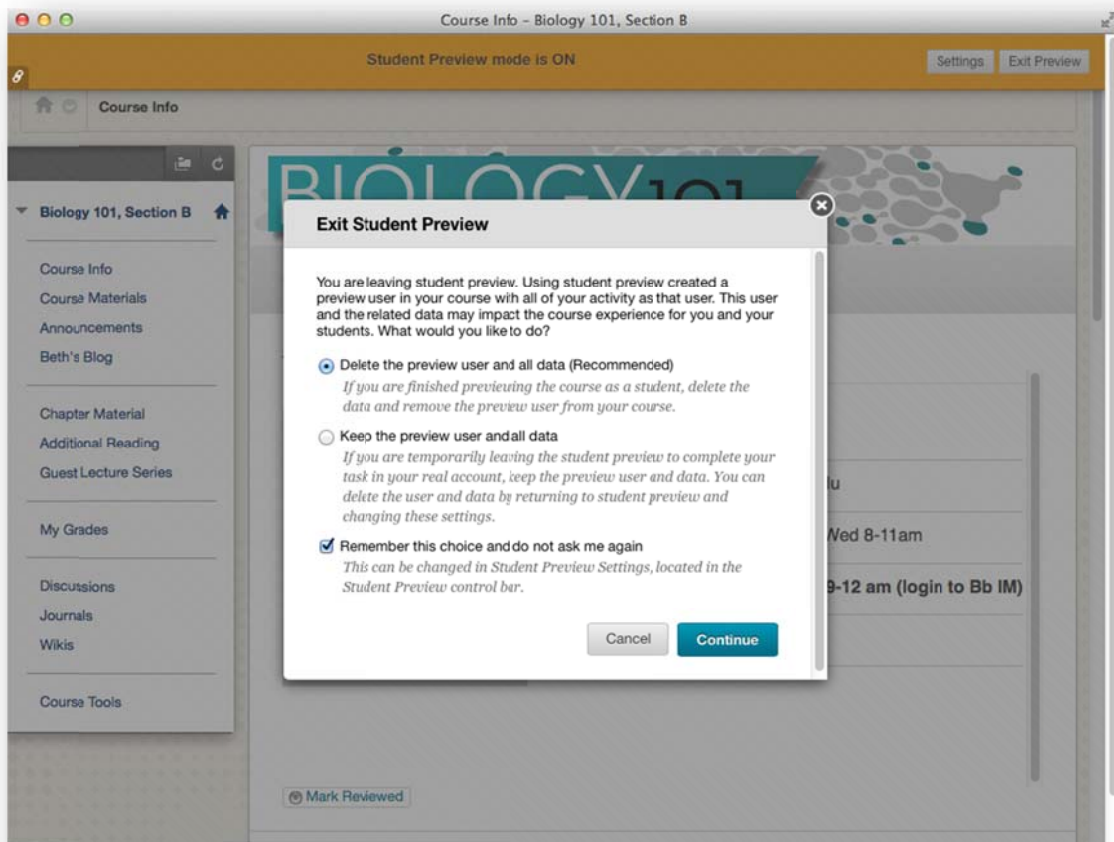 Course Info – Biology 101, Section B
Student Preview mode is ON
Settings
Exit Preview
Course Info
Biology 101, Section B
Course Info
Course Materials
Announcements
Beth's Blog
Chapter Material
Additional Reading
Guest Lecture Series
My Grades
Discussions
Journals
Wikis
Course Tools
BIOLOGY 101
Exit Student Preview
You are leaving student preview. Using student preview created a
preview user in your course with all of your activity as that user. This user
and the related data may impact the course experience for you and your
students. What would you like to do?
Delete the preview user and all data (Recommended)
If you are finished previewing the course as a student, delete the
data and remove the preview user from your course.
Keep the preview user and all data
If you are temporarily leaving the student preview to complete your
task in your real account, keep the preview user and data. You can
delete the user and data by returning to student preview and
changing these settings.
Remember this choice and do not ask me again
This can be changed in Student Preview Settings, located in the
Student Preview control bar.
Cancel
Continue
lu
Wed 8-11am
9-12 am (login to Bb IM)
Mark Reviewed